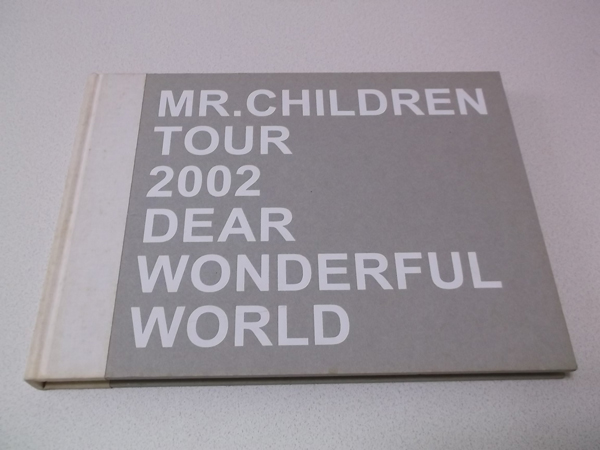 MR.CHILDREN
TOUR
2002
DEAR
WONDERFUL
WORLD